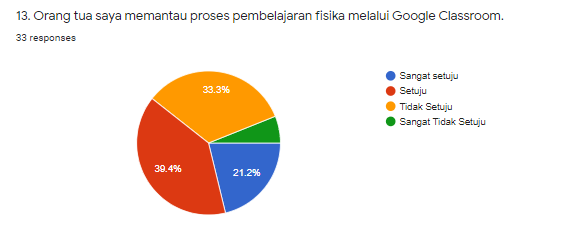 13. Orang tua saya memantau proses pembelajaran fisika melalui Google Classroom.
33 responses
Sangat setuju
Setuju
Tidak Setuju
Sangat Tidak Setuju
33.3%
39.4%
21.2%